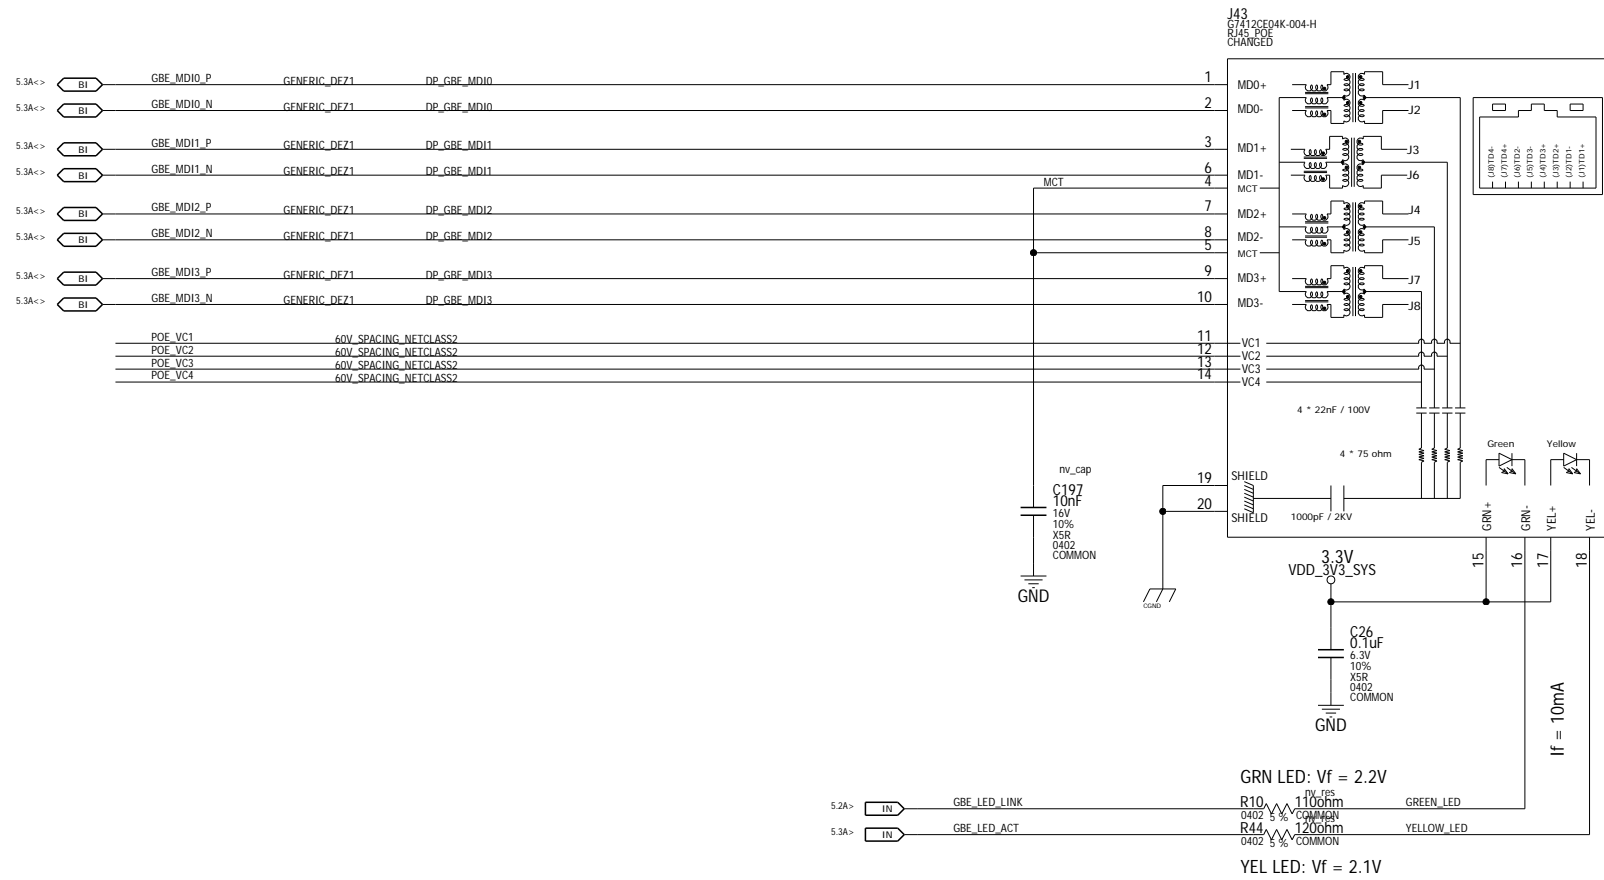 J43
G7412CE04K-004-H
RJ45_POE
CHANGED
5.3A<> BI GBE_MDI0_P GENERIC_DEZ1 DP_GBE_MDI0 1 MD0+ J1
5.3A<> BI GBE_MDI0_N GENERIC_DEZ1 DP_GBE_MDI0 2 MD0- J2
5.3A<> BI GBE_MDI1_P GENERIC_DEZ1 DP_GBE_MDI1 3 MD1+ J3
5.3A<> BI GBE_MDI1_N GENERIC_DEZ1 DP_GBE_MDI1 6 MD1- J6
MCT 4 MCT
5.3A<> BI GBE_MDI2_P GENERIC_DEZ1 DP_GBE_MDI2 7 MD2+ J4
5.3A<> BI GBE_MDI2_N GENERIC_DEZ1 DP_GBE_MDI2 8 MD2- J5
5 MCT
5.3A<> BI GBE_MDI3_P GENERIC_DEZ1 DP_GBE_MDI3 9 MD3+ J7
5.3A<> BI GBE_MDI3_N GENERIC_DEZ1 DP_GBE_MDI3 10 MD3- J8
(J8)TD4-
(J7)TD4+
(J6)TD2-
(J5)TD3-
(J4)TD3+
(J3)TD2+
(J2)TD1-
(J1)TD1+
POE_VC1 60V_SPACING_NETCLASS2 11 VC1
POE_VC2 60V_SPACING_NETCLASS2 12 VC2
POE_VC3 60V_SPACING_NETCLASS2 13 VC3
POE_VC4 60V_SPACING_NETCLASS2 14 VC4
4 * 22nF / 100V
4 * 75 ohm
Green
Yellow
19 SHIELD
20 SHIELD
1000pF / 2KV
GRN+
GRN-
YEL+
YEL-
15
16
17
18
nv_cap
C197
10nF
16V
10%
X5R
0402
COMMON
GND
CGND
3.3V
VDD_3V3_SYS
C26
0.1uF
6.3V
10%
X5R
0402
COMMON
GND
If = 10mA
GRN LED: Vf = 2.2V
nv_res
5.2A> IN GBE_LED_LINK R10 110ohm GREEN_LED
0402 5 % COMMON
nv_res
5.3A> IN GBE_LED_ACT R44 120ohm YELLOW_LED
0402 5 % COMMON
YEL LED: Vf = 2.1V